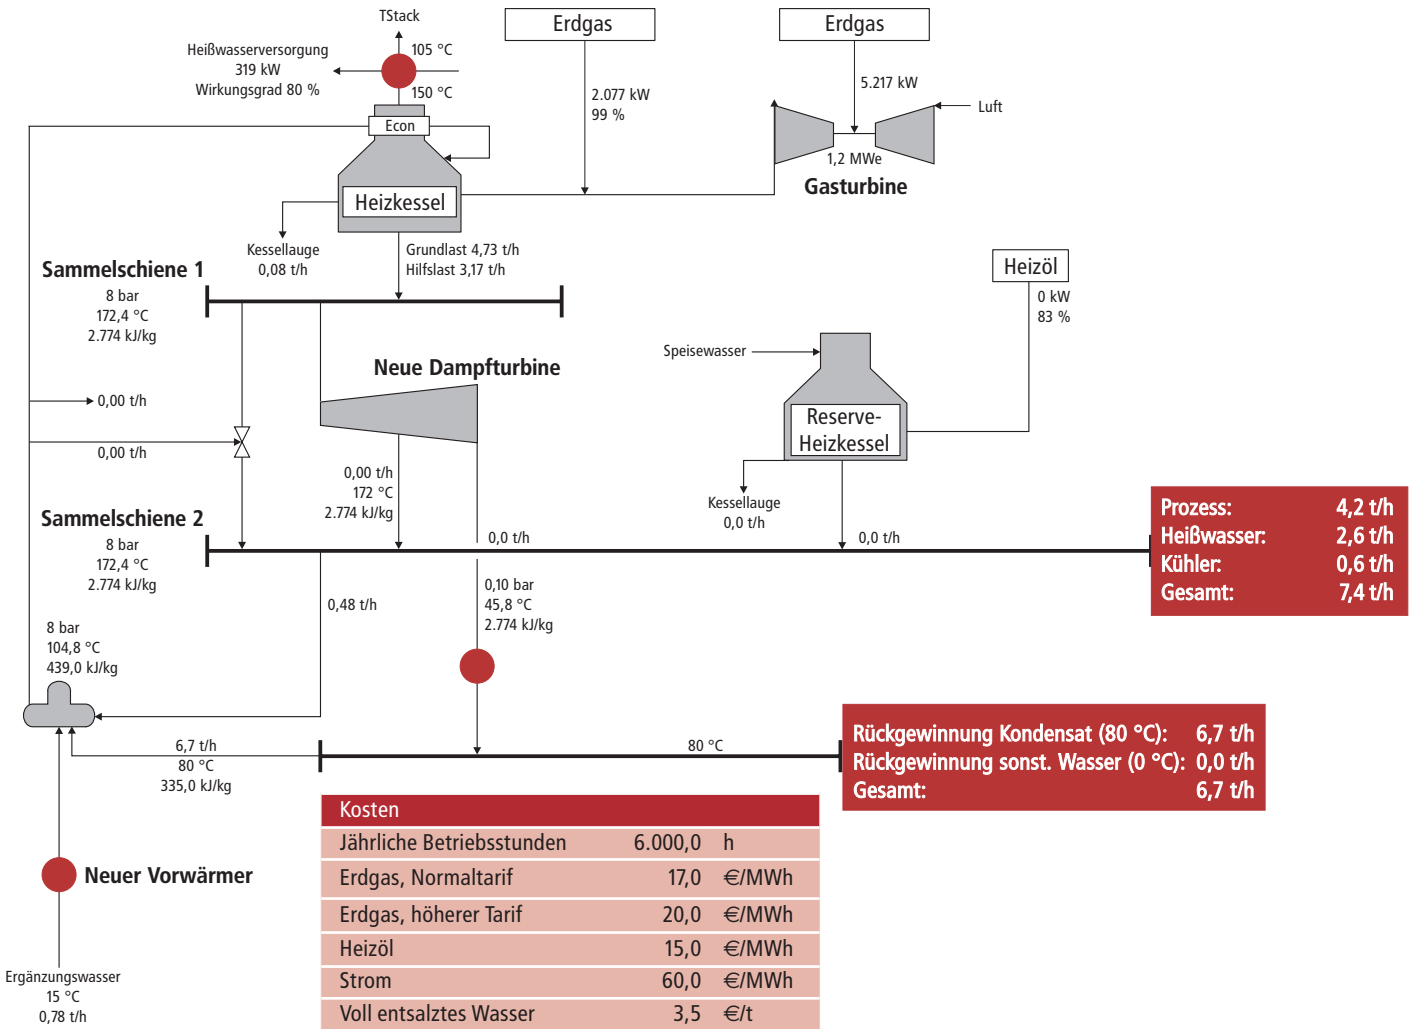 TStack
105 °C
Heißwasserversorgung
319 kW
Wirkungsgrad 80 %
150 °C
Econ
Heizkessel
Kessellauge
0,08 t/h
Grundlast 4,73 t/h
Hilfslast 3,17 t/h
Erdgas
2.077 kW
99 %
Erdgas
5.217 kW
Luft
1,2 MWe
Gasturbine
Sammelschiene 1
8 bar
172,4 °C
2.774 kJ/kg
Heizöl
0 kW
83 %
Speisewasser
Reserve-
Heizkessel
Kessellauge
0,0 t/h
Neue Dampfturbine
0,00 t/h
0,00 t/h
0,00 t/h
172 °C
2.774 kJ/kg
Sammelschiene 2
8 bar
172,4 °C
2.774 kJ/kg
0,0 t/h
0,0 t/h
Prozess: 4,2 t/h
Heißwasser: 2,6 t/h
Kühler: 0,6 t/h
Gesamt: 7,4 t/h
0,48 t/h
0,10 bar
45,8 °C
2.774 kJ/kg
8 bar
104,8 °C
439,0 kJ/kg
6,7 t/h
80 °C
335,0 kJ/kg
80 °C
Rückgewinnung Kondensat (80 °C): 6,7 t/h
Rückgewinnung sonst. Wasser (0 °C): 0,0 t/h
Gesamt: 6,7 t/h
Neuer Vorwärmer
Ergänzungswasser
15 °C
0,78 t/h
Kosten
Jährliche Betriebsstunden 6.000,0 h
Erdgas, Normaltarif 17,0 €/MWh
Erdgas, höherer Tarif 20,0 €/MWh
Heizöl 15,0 €/MWh
Strom 60,0 €/MWh
Voll entsalztes Wasser 3,5 €/t